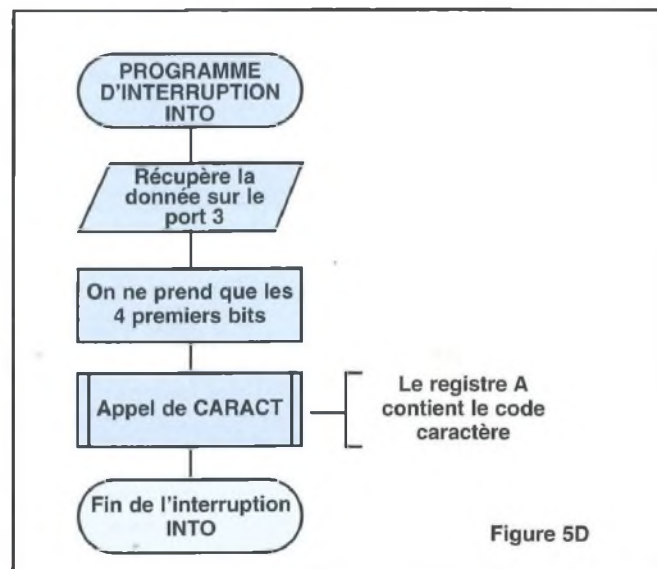 PROGRAMME
D'INTERRUPTION
INTO
Récupère la
donnée sur le
port 3
On ne prend que les
4 premiers bits
Appel de CARACT
Le registre A
contient le code
caractère
Fin de l'interruption
INTO
Figure 5D